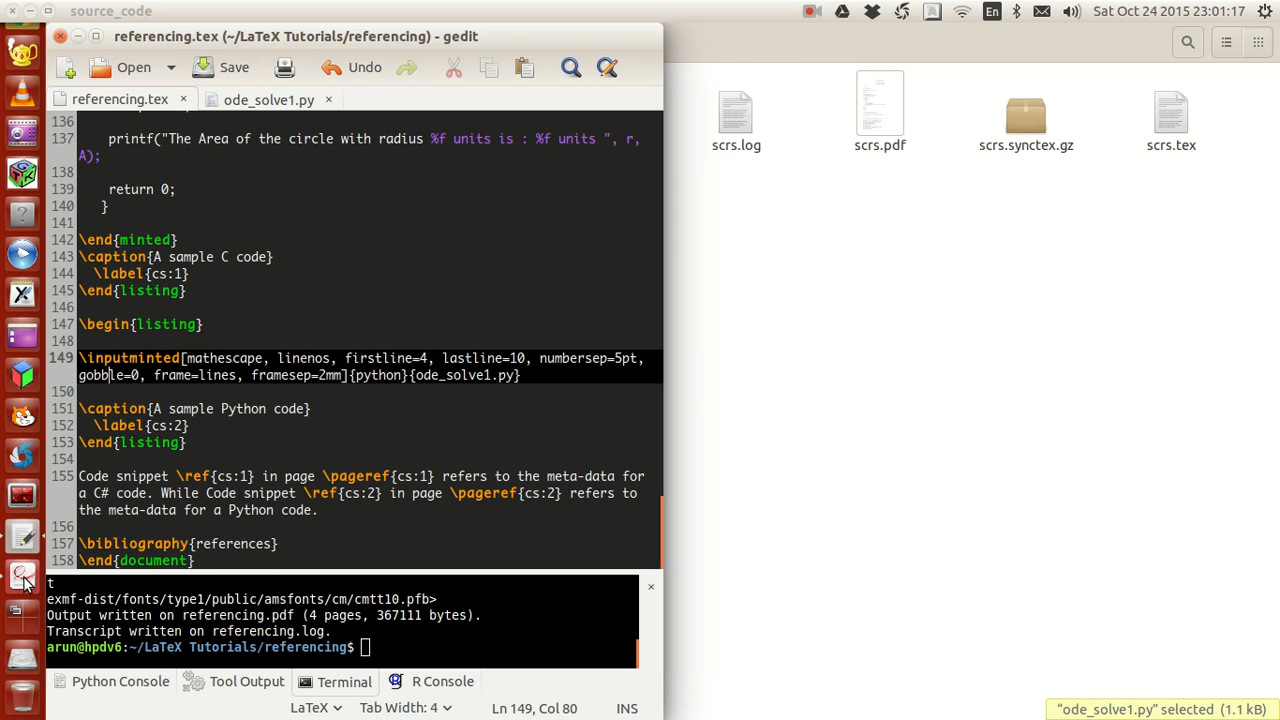 source_code
En
Sat Oct 24 2015 23:01:17
referencing.tex (~/LaTeX Tutorials/referencing) - gedit
Open
Save
Undo
referencing.tex ×
ode_solve1.py ×
136
137 printf("The Area of the circle with radius %f units is : %f units ", r,
A);
138
139 return 0;
140 }
141
142 \end{minted}
143 \caption{A sample C code}
144 \label{cs:1}
145 \end{listing}
146
147 \begin{listing}
148
149 \inputminted[mathescape, linenos, firstline=4, lastline=10, numbersep=5pt,
gobble=0, frame=lines, framesep=2mm]{python}{ode_solve1.py}
150
151 \caption{A sample Python code}
152 \label{cs:2}
153 \end{listing}
154
155 Code snippet \ref{cs:1} in page \pageref{cs:1} refers to the meta-data for
a C# code. While Code snippet \ref{cs:2} in page \pageref{cs:2} refers to
the meta-data for a Python code.
156
157 \bibliography{references}
158 \end{document}
t
exmf-dist/fonts/type1/public/amsfonts/cm/cmtt10.pfb>
Output written on referencing.pdf (4 pages, 367111 bytes).
Transcript written on referencing.log.
arun@hpdv6:~/LaTeX Tutorials/referencing$
Python Console
Tool Output
Terminal
R Console
LaTeX
Tab Width: 4
Ln 149, Col 80
INS
scrs.log
scrs.pdf
scrs.synctex.gz
scrs.tex
"ode_solve1.py" selected (1.1 kB)